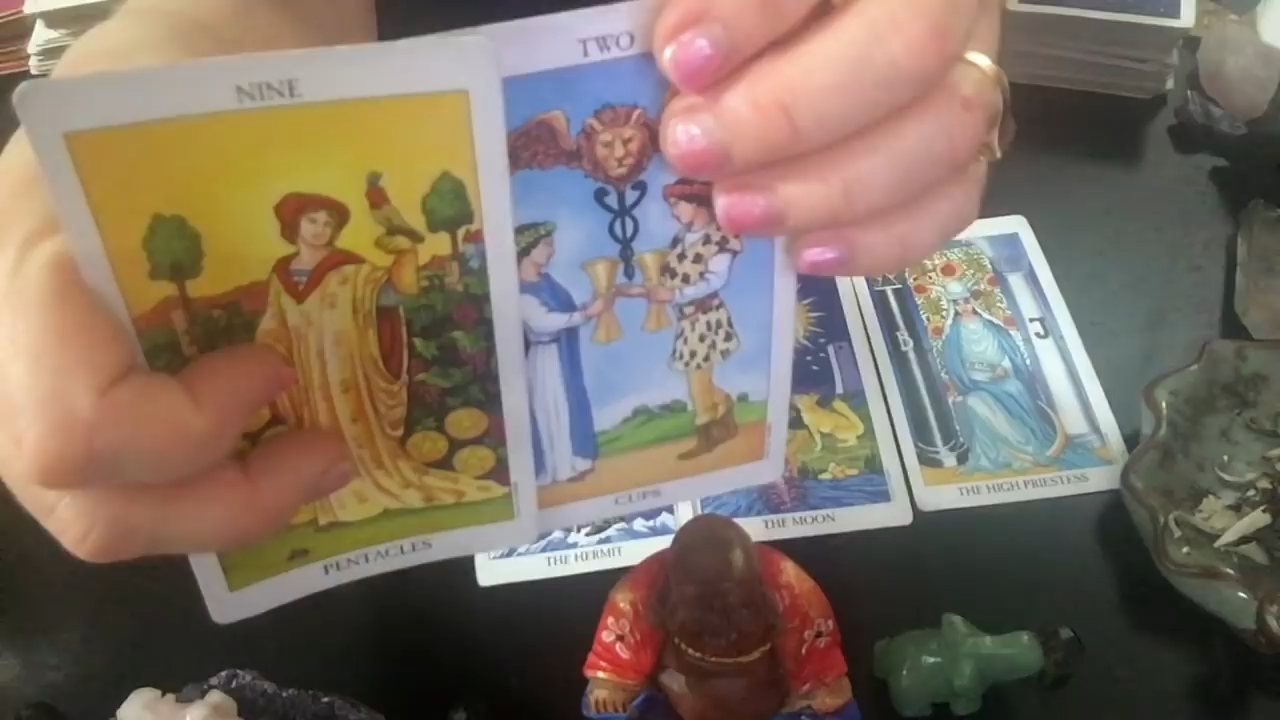 NINE
PENTACLES
TWO
CUPS
THE HERMIT
THE MOON
B
J
THE HIGH PRIESTESS